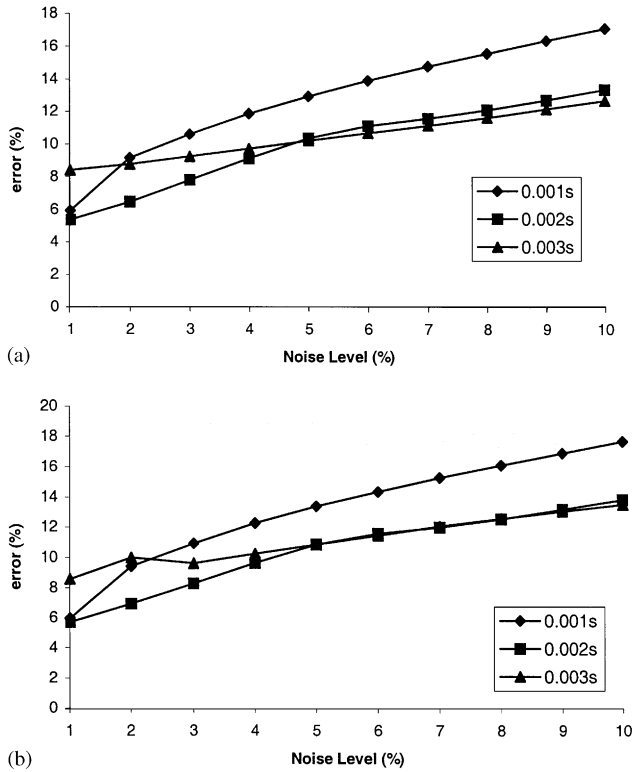 18
16
14
12
10
8
6
4
2
0
error (%)
1 2 3 4 5 6 7 8 9 10
Noise Level (%)
0.001s
0.002s
0.003s
(a)
20
18
16
14
12
10
8
6
4
2
0
error (%)
1 2 3 4 5 6 7 8 9 10
Noise Level (%)
0.001s
0.002s
0.003s
(b)